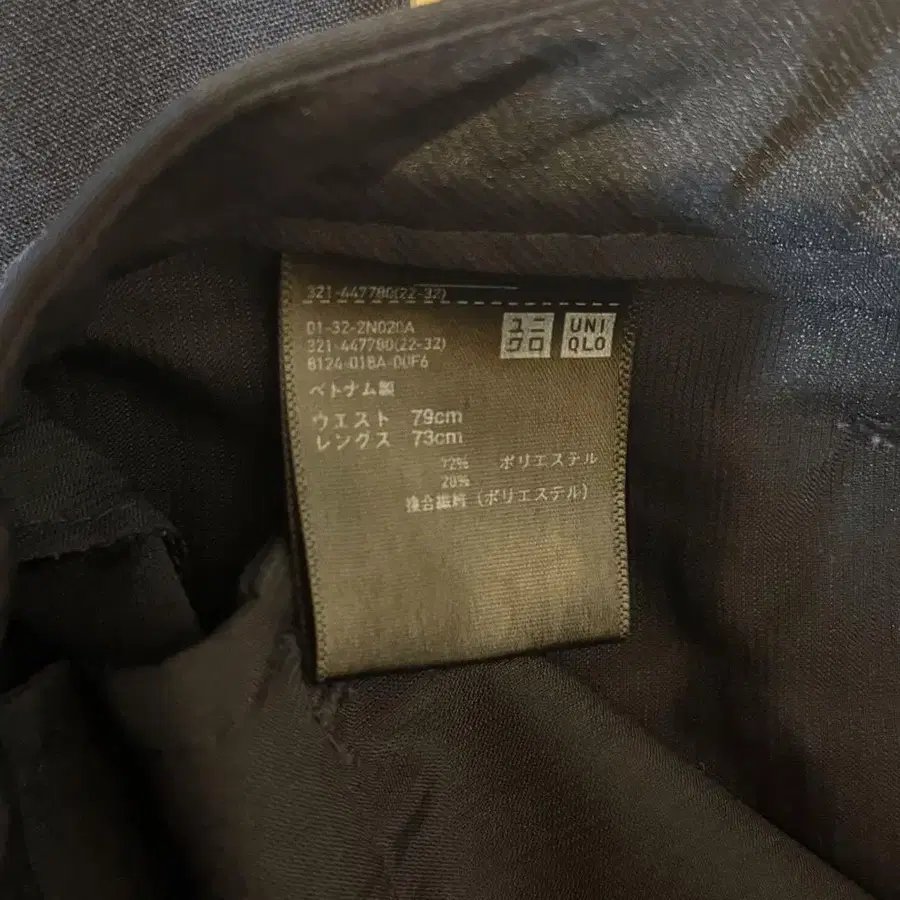 321-447780(22-32)
01-32-2N020A
321-447780(22-32)
8124-018A-00F6
ユニクロ
UNIQLO
ベトナム製
ウエスト 79cm
レングス 73cm
72% ポリエステル
28%
複合繊維(ポリエステル)